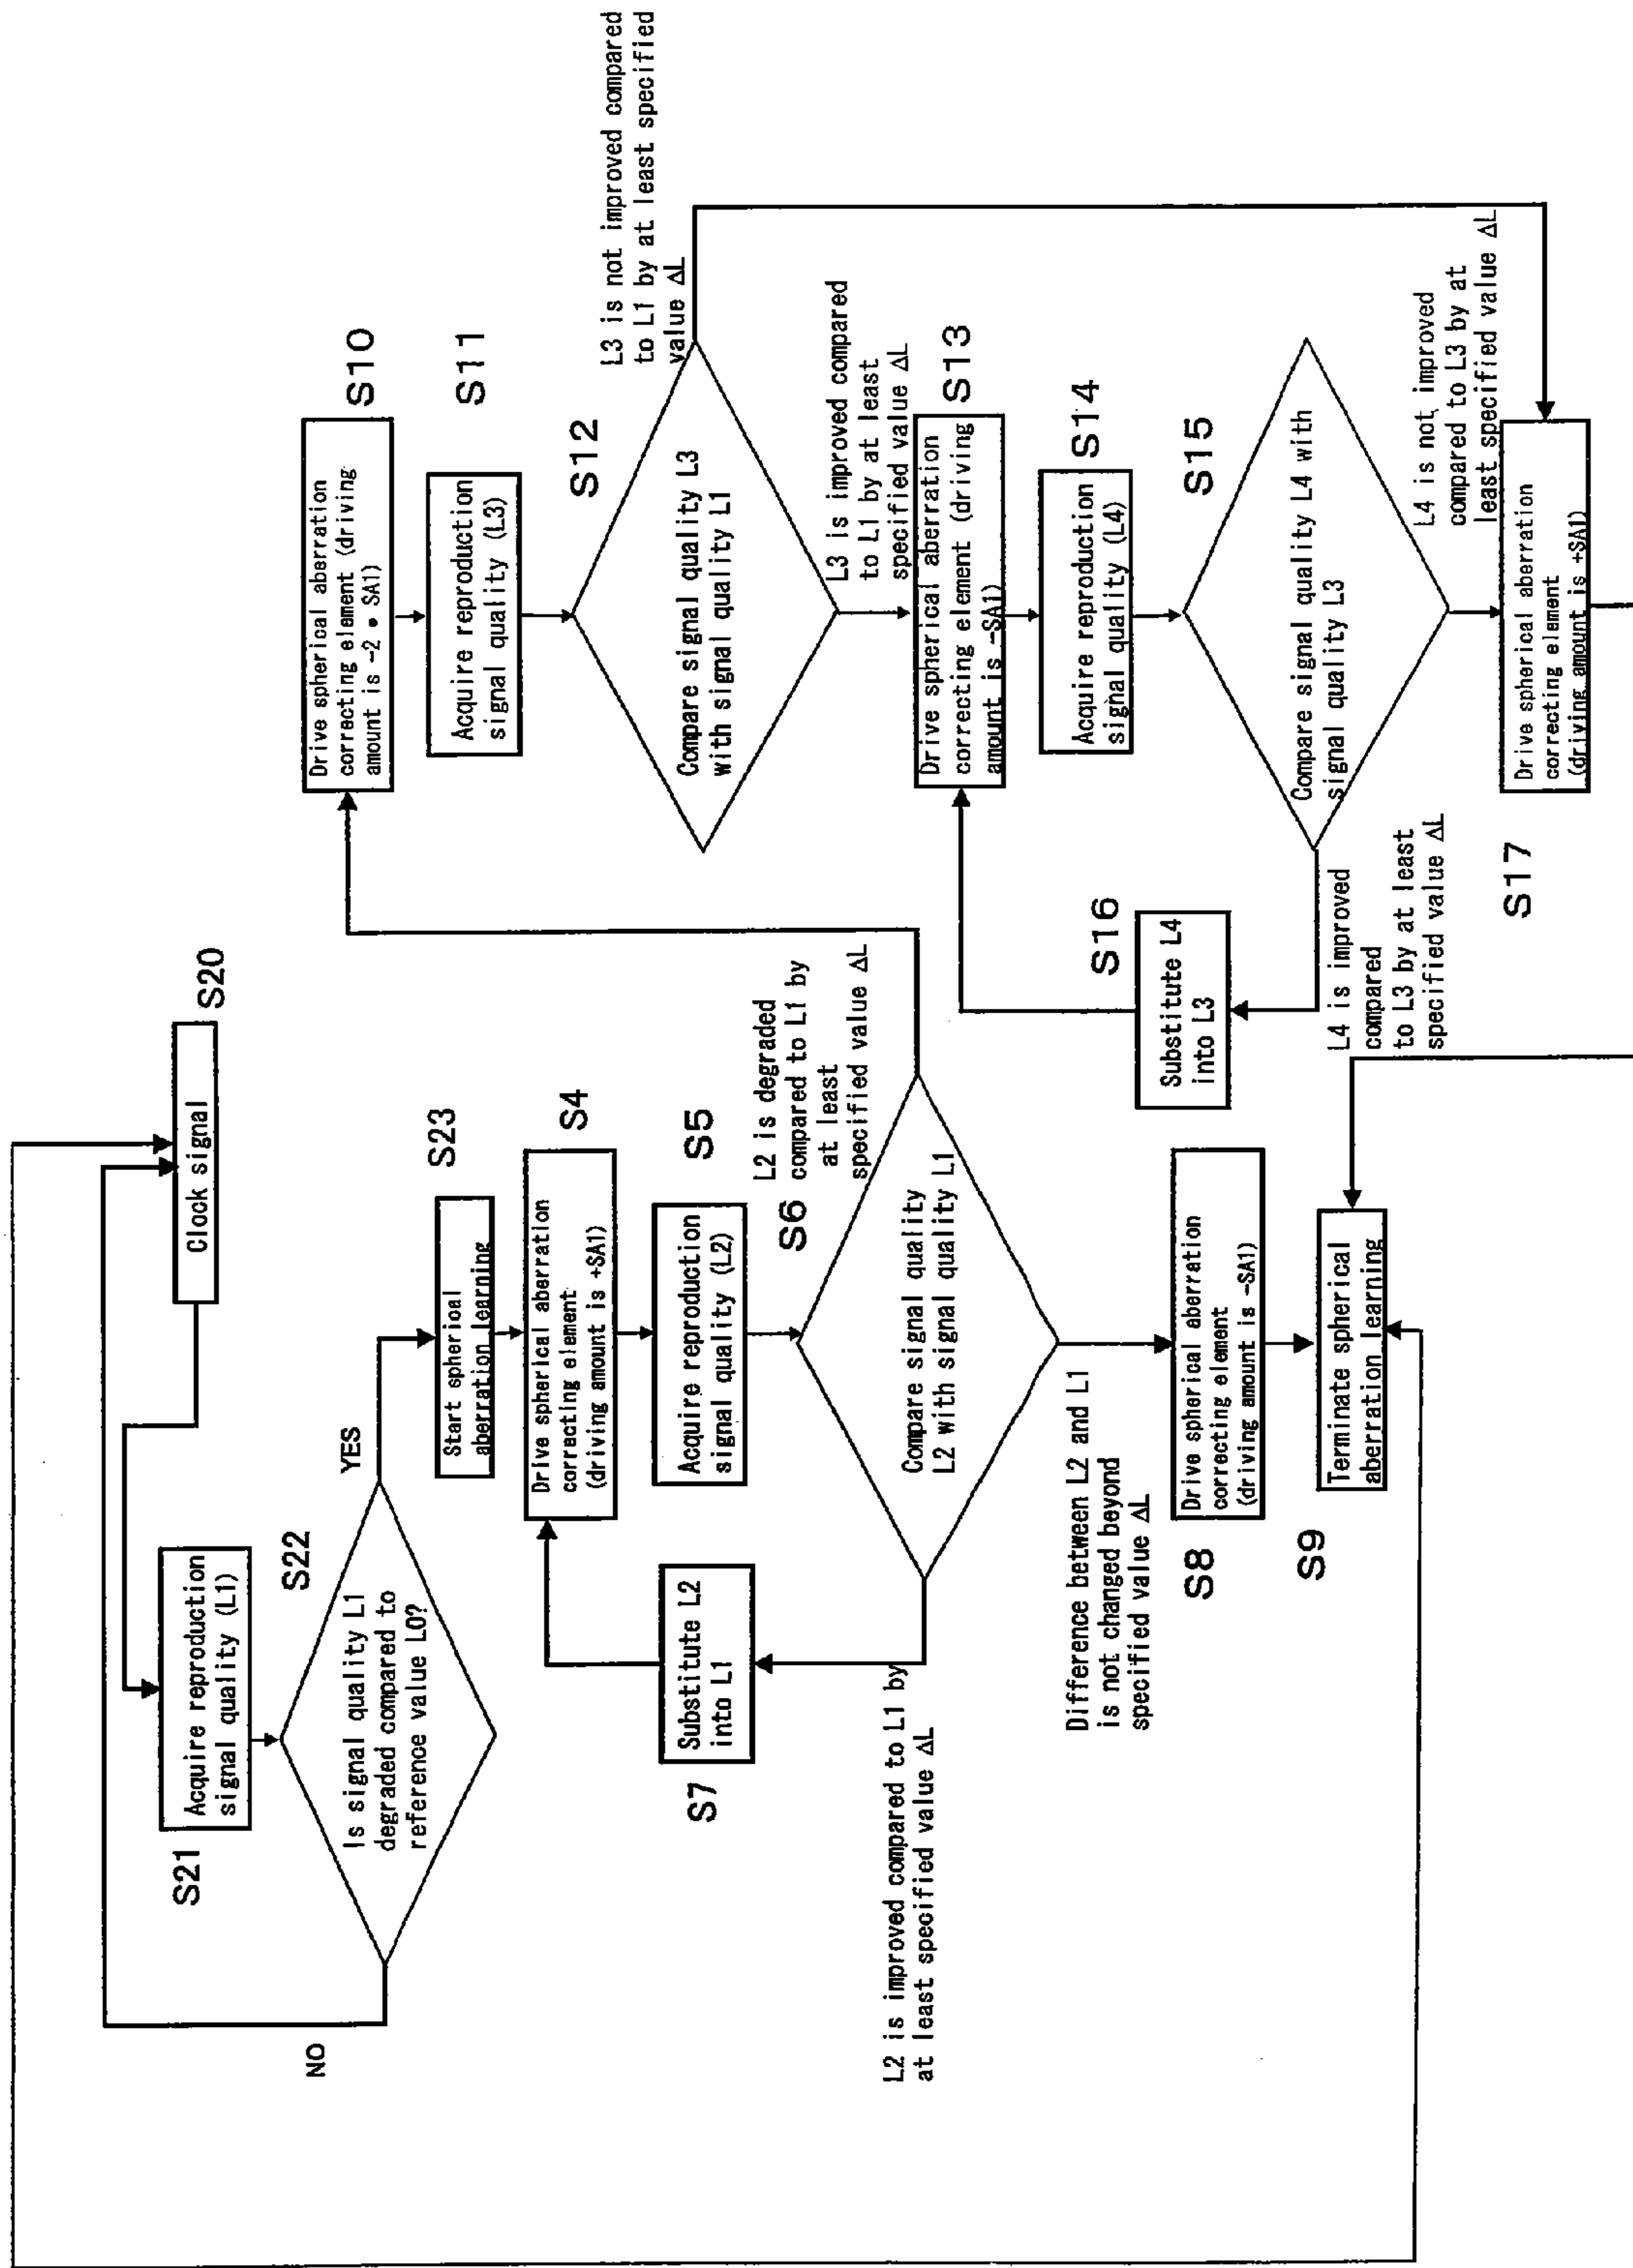 S20
Clock signal
S21
Acquire reproduction
signal quality (L1)
S22
Is signal quality L1
degraded compared to
reference value L0?
NO
YES
S23
Start spherical
aberration learning
S4
Drive spherical aberration
correcting element
(driving amount is +SA1)
S5
Acquire reproduction
signal quality (L2)
S6
Compare signal quality
L2 with signal quality L1
L2 is degraded
compared to L1 by
at least
specified value ΔL
S7
Substitute L2
into L1
L2 is improved compared to L1 by
at least specified value ΔL
Difference between L2 and L1
is not changed beyond
specified value ΔL
S8
Drive spherical aberration
correcting element
(driving amount is -SA1)
S9
Terminate spherical
aberration learning
S10
Drive spherical aberration
correcting element (driving
amount is -2 • SA1)
S11
Acquire reproduction
signal quality (L3)
S12
Compare signal quality L3
with signal quality L1
L3 is not improved compared
to L1 by at least specified
value ΔL
L3 is improved compared
to L1 by at least
specified value ΔL
S13
Drive spherical aberration
correcting element (driving
amount is -SA1)
S14
Acquire reproduction
signal quality (L4)
S15
Compare signal quality L4 with
signal quality L3
S16
Substitute L4
into L3
L4 is improved
compared
to L3 by at least
specified value ΔL
L4 is not improved
compared to L3 by at
least specified value ΔL
S17
Drive spherical aberration
correcting element
(driving amount is +SA1)